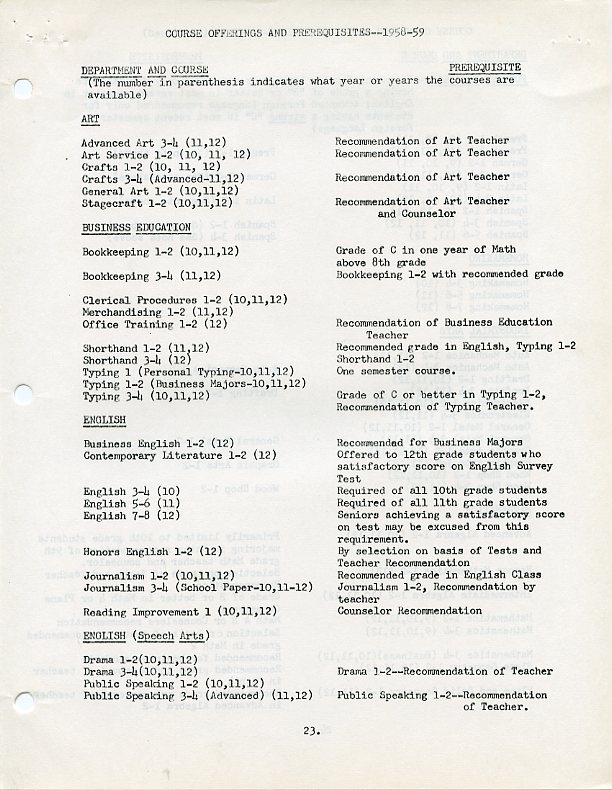 COURSE OFFERINGS AND PREREQUISITES--1958-59
DEPARTMENT AND COURSE PREREQUISITE
(The number in parenthesis indicates what year or years the courses are
available)
ART
Advanced Art 3-4 (11,12) Recommendation of Art Teacher
Art Service 1-2 (10, 11, 12) Recommendation of Art Teacher
Crafts 1-2 (10, 11, 12)
Crafts 3-4 (Advanced-11,12) Recommendation of Art Teacher
General Art 1-2 (10,11,12)
Stagecraft 1-2 (10,11,12) Recommendation of Art Teacher
and Counselor
BUSINESS EDUCATION
Bookkeeping 1-2 (10,11,12) Grade of C in one year of Math
above 8th grade
Bookkeeping 3-4 (11,12) Bookkeeping 1-2 with recommended grade
Clerical Procedures 1-2 (10,11,12)
Merchandising 1-2 (11,12)
Office Training 1-2 (12) Recommendation of Business Education
Teacher
Shorthand 1-2 (11,12) Recommended grade in English, Typing 1-2
Shorthand 3-4 (12) Shorthand 1-2
Typing 1 (Personal Typing-10,11,12) One semester course.
Typing 1-2 (Business Majors-10,11,12)
Typing 3-4 (10,11,12) Grade of C or better in Typing 1-2,
Recommendation of Typing Teacher.
ENGLISH
Business English 1-2 (12) Recommended for Business Majors
Contemporary Literature 1-2 (12) Offered to 12th grade students who
satisfactory score on English Survey
Test
English 3-4 (10) Required of all 10th grade students
English 5-6 (11) Required of all 11th grade students
English 7-8 (12) Seniors achieving a satisfactory score
on test may be excused from this
requirement.
Honors English 1-2 (12) By selection on basis of Tests and
Teacher Recommendation
Journalism 1-2 (10,11,12) Recommended grade in English Class
Journalism 3-4 (School Paper-10,11-12) Journalism 1-2, Recommendation by
teacher
Reading Improvement 1 (10,11,12) Counselor Recommendation
ENGLISH (Speech Arts)
Drama 1-2(10,11,12)
Drama 3-4(10,11,12) Drama 1-2--Recommendation of Teacher
Public Speaking 1-2 (10,11,12)
Public Speaking 3-4 (Advanced) (11,12) Public Speaking 1-2--Recommendation
of Teacher.
23.